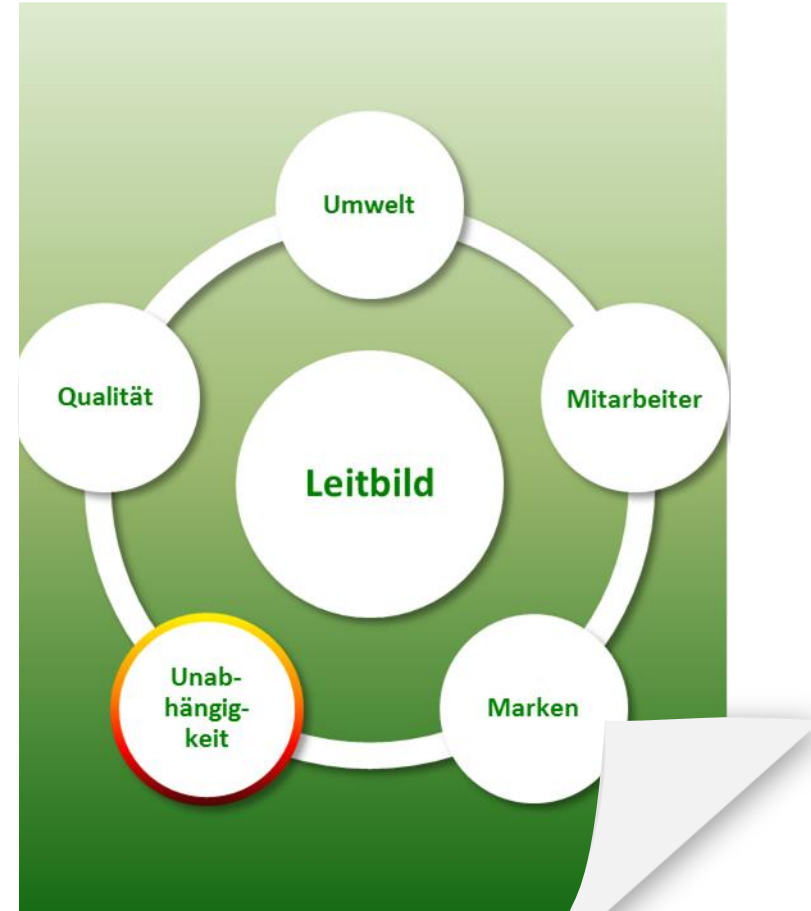 Umwelt
Qualität
Mitarbeiter
Leitbild
Unab-
hängig-
keit
Marken